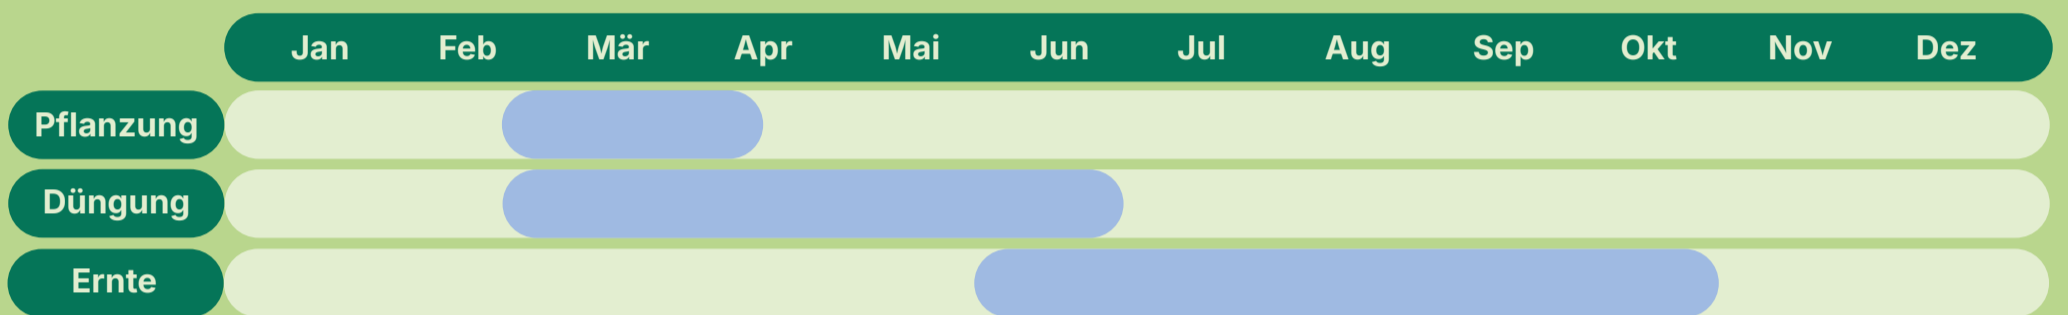 Jan Feb Mär Apr Mai Jun Jul Aug Sep Okt Nov Dez
Pflanzung
Düngung
Ernte